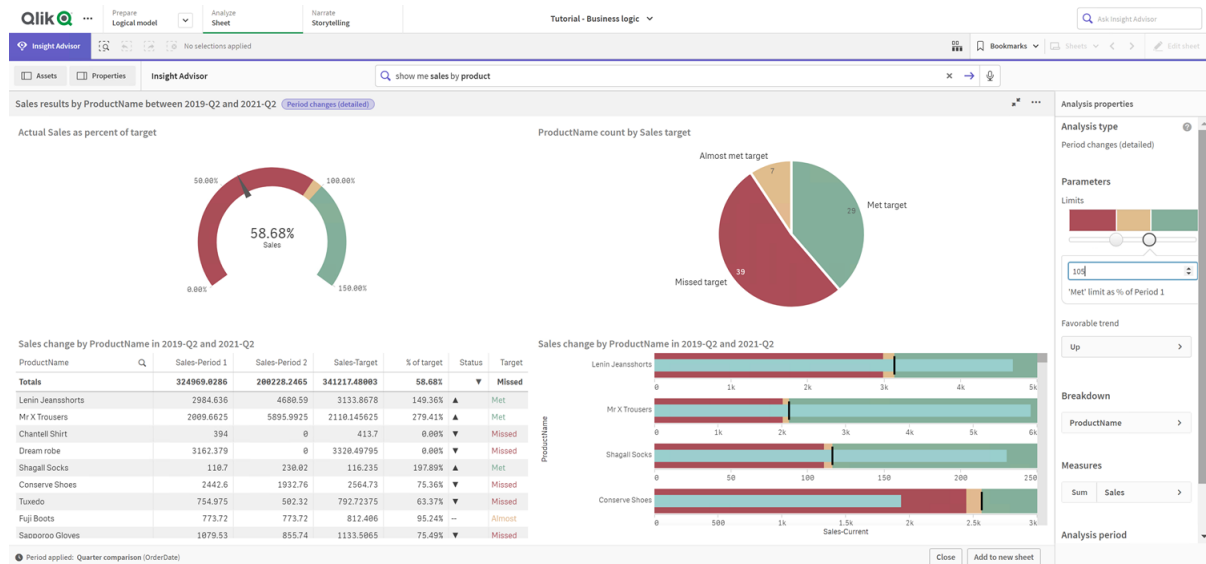 Qlik
Prepare
Logical model
Analyze
Sheet
Narrate
Storytelling
Tutorial - Business logic
Ask Insight Advisor
Insight Advisor
No selections applied
Bookmarks
Sheets
Edit sheet
Assets
Properties
Insight Advisor
show me sales by product
Sales results by ProductName between 2019-Q2 and 2021-Q2 Period changes (detailed)
Actual Sales as percent of target
50.00% 100.00%
58.68%
Sales
0.00% 150.00%
ProductName count by Sales target
Almost met target
7
29 Met target
39
Missed target
Sales change by ProductName in 2019-Q2 and 2021-Q2
ProductName Sales-Period 1 Sales-Period 2 Sales-Target % of target Status Target
Totals 324969.0286 200228.2465 341217.48003 58.68% ▼ Missed
Lenin Jeansshorts 2984.636 4680.59 3133.8678 149.36% ▲ Met
Mr X Trousers 2009.6625 5895.9925 2110.145625 279.41% ▲ Met
Chantell Shirt 394 0 413.7 0.00% ▼ Missed
Dream robe 3162.379 0 3320.49795 0.00% ▼ Missed
Shagall Socks 110.7 230.02 116.235 197.89% ▲ Met
Conserve Shoes 2442.6 1932.76 2564.73 75.36% ▼ Missed
Tuxedo 754.975 502.32 792.72375 63.37% ▼ Missed
Fuji Boots 773.72 773.72 812.406 95.24% -- Almost
Sapporoo Gloves 1079.53 855.74 1133.5065 75.49% ▼ Missed
Sales change by ProductName in 2019-Q2 and 2021-Q2
ProductName
Lenin Jeansshorts
0 1k 2k 3k 4k 5k
Mr X Trousers
0 1k 2k 3k 4k 5k 6k
Shagall Socks
0 50 100 150 200 250
Conserve Shoes
0 500 1k 1.5k 2k 2.5k 3k
Sales-Current
Analysis properties
Analysis type
Period changes (detailed)
Parameters
Limits
105
'Met' limit as % of Period 1
Favorable trend
Up
Breakdown
ProductName
Measures
Sum Sales
Analysis period
Period applied: Quarter comparison (OrderDate)
Close
Add to new sheet